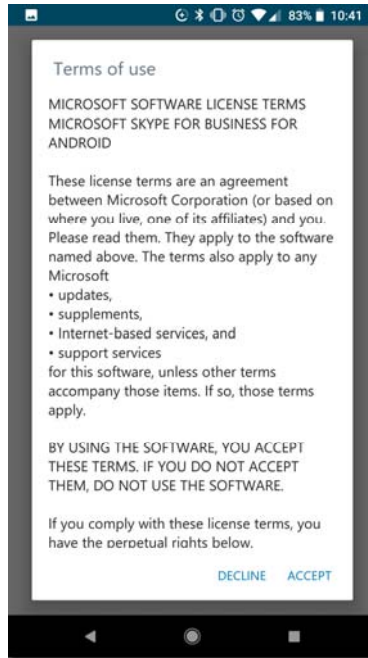 83% 10:41
Terms of use
MICROSOFT SOFTWARE LICENSE TERMS
MICROSOFT SKYPE FOR BUSINESS FOR
ANDROID
These license terms are an agreement
between Microsoft Corporation (or based on
where you live, one of its affiliates) and you.
Please read them. They apply to the software
named above. The terms also apply to any
Microsoft
• updates,
• supplements,
• Internet-based services, and
• support services
for this software, unless other terms
accompany those items. If so, those terms
apply.
BY USING THE SOFTWARE, YOU ACCEPT
THESE TERMS. IF YOU DO NOT ACCEPT
THEM, DO NOT USE THE SOFTWARE.
If you comply with these license terms, you
have the perpetual rights below.
DECLINE ACCEPT